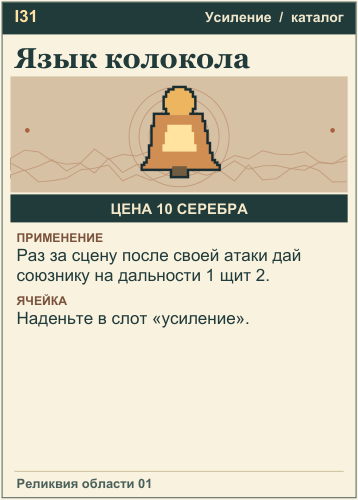 I31
Усиление / каталог
Язык колокола
ЦЕНА 10 СЕРЕБРА
ПРИМЕНЕНИЕ
Раз за сцену после своей атаки дай
союзнику на дальности 1 щит 2.
ЯЧЕЙКА
Наденьте в слот «усиление».
Реликвия области 01